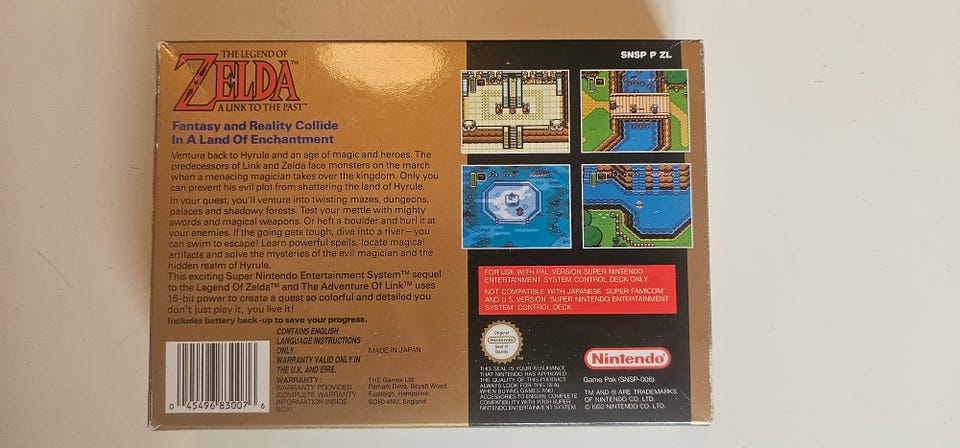 THE LEGEND OF
ZELDA™
A LINK TO THE PAST™
Fantasy and Reality Collide
In A Land Of Enchantment
Venture back to Hyrule and an age of magic and heroes. The
predecessors of Link and Zelda face monsters on the march
when a menacing magician takes over the kingdom. Only you
can prevent his evil plot from shattering the land of Hyrule.
In your quest, you'll venture into twisting mazes, dungeons,
palaces and shadowy forests. Test your mettle with mighty
swords and magical weapons. Or heft a boulder and hurl it at
your enemies. If the going gets tough, dive into a river—you
can swim to escape! Learn powerful spells, locate magical
artifacts and solve the mysteries of the evil magician and the
hidden realm of Hyrule.
This exciting Super Nintendo Entertainment System™ sequel
to the Legend Of Zelda™ and The Adventure Of Link™ uses
16-bit power to create a quest so colorful and detailed you
don't just play it, you live it!
Includes battery back-up to save your progress.
CONTAINS ENGLISH
LANGUAGE INSTRUCTIONS
ONLY.
WARRANTY VALID ONLY IN
THE U.K. AND EIRE.
WARRANTY:
WARRANTY PROVIDED
(COMPLETE WARRANTY
INFORMATION INSIDE
BOX)
MADE IN JAPAN
THE Games Ltd
Parham Drive, Boyatt Wood,
Eastleigh, Hampshire,
SO50 4NU, England
0 45496 83007 6
SNSP P ZL
FOR USE WITH PAL VERSION SUPER NINTENDO
ENTERTAINMENT SYSTEM CONTROL DECK ONLY
NOT COMPATIBLE WITH JAPANESE 'SUPER FAMICOM'
AND U.S. VERSION 'SUPER NINTENDO ENTERTAINMENT
SYSTEM' CONTROL DECK.
Original
Nintendo
Seal of
Quality
THIS SEAL IS YOUR ASSURANCE
THAT NINTENDO HAS APPROVED
THE QUALITY OF THIS PRODUCT.
ALWAYS LOOK FOR THIS SEAL
WHEN BUYING GAMES AND
ACCESSORIES TO ENSURE COMPLETE
COMPATIBILITY WITH YOUR SUPER
NINTENDO ENTERTAINMENT SYSTEM
Nintendo®
Game Pak (SNSP-006)
TM AND ® ARE TRADEMARKS
OF NINTENDO CO. LTD.
© 1992 NINTENDO CO. LTD.